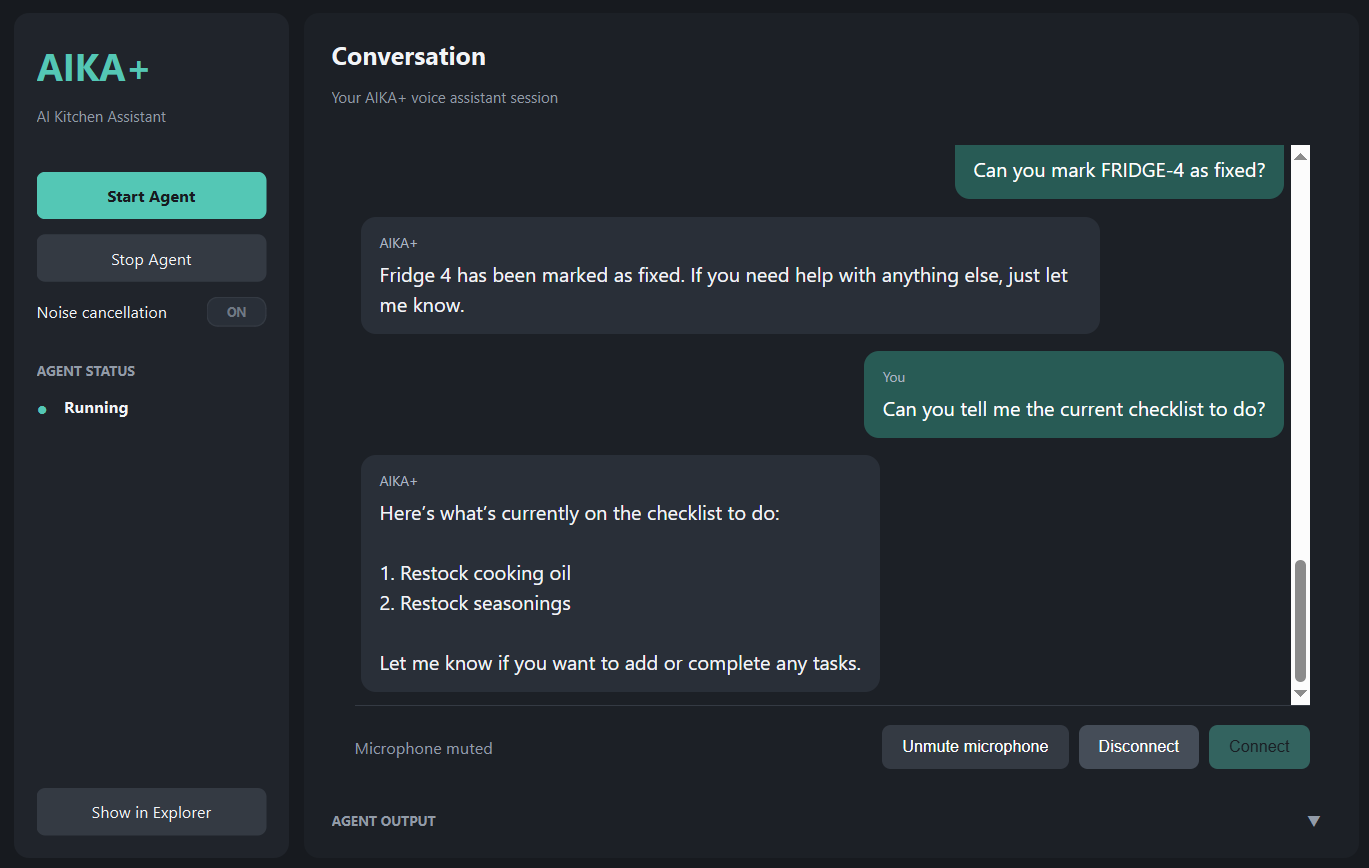 AIKA+
AI Kitchen Assistant
Start Agent
Stop Agent
Noise cancellation
ON
AGENT STATUS
Running
Show in Explorer
Conversation
Your AIKA+ voice assistant session
Can you mark FRIDGE-4 as fixed?
AIKA+
Fridge 4 has been marked as fixed. If you need help with anything else, just let
me know.
You
Can you tell me the current checklist to do?
AIKA+
Here’s what’s currently on the checklist to do:
1. Restock cooking oil
2. Restock seasonings
Let me know if you want to add or complete any tasks.
Microphone muted
Unmute microphone
Disconnect
Connect
AGENT OUTPUT